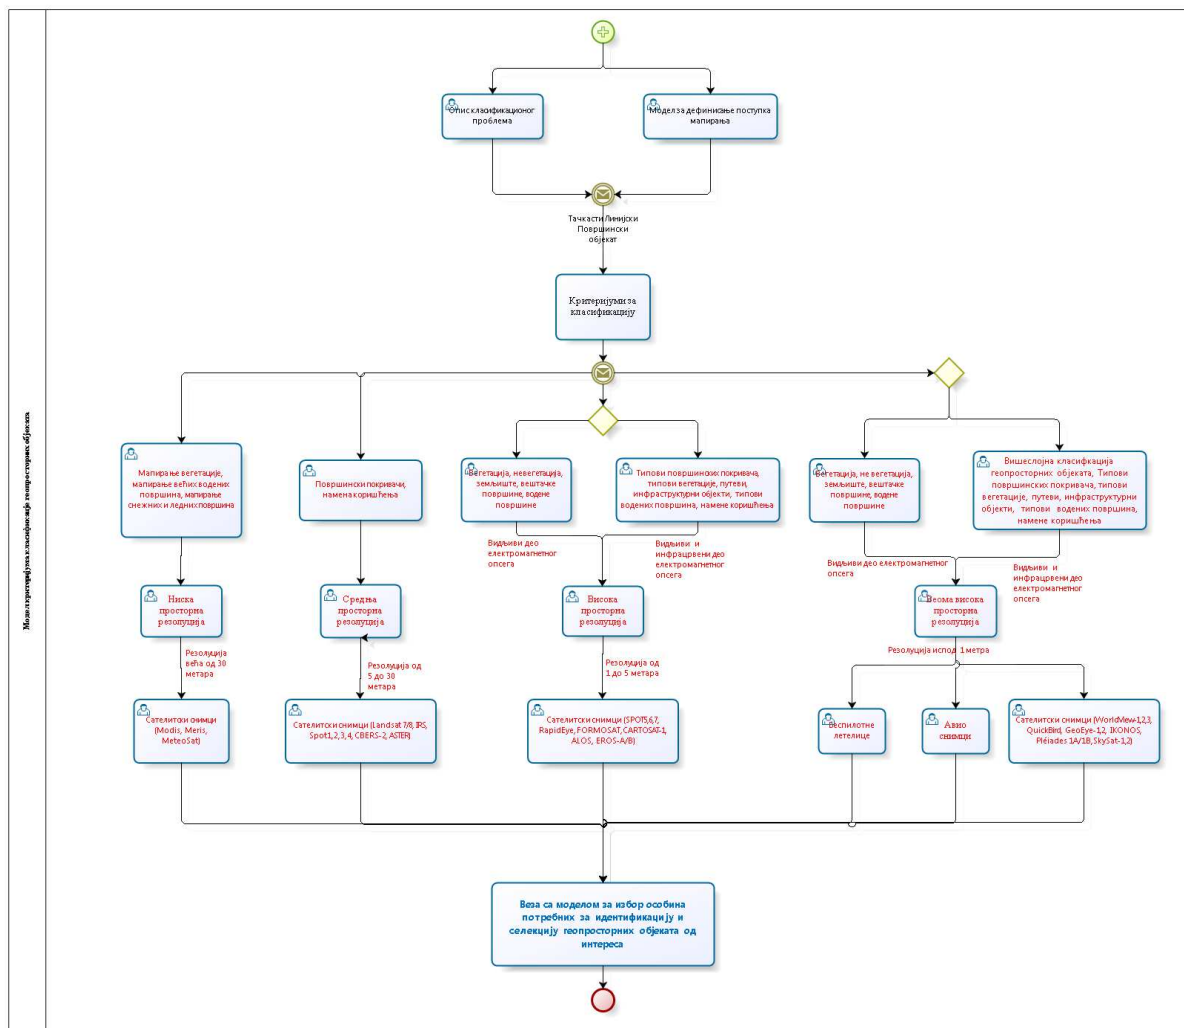 Модел критеријума класификације геопросторних објеката
Опис класификационог
проблема
Модел за дефинисање поступка
мапирања
Тачкасти Линијски
Површински
објекат
Критеријуми за
класификацију
Мапирање вегетације,
мапирање већих водених
површина, мапирање
снежних и ледних површина
Површински покривачи,
намена коришћења
Вегетација, невегетација,
земљиште, вештачке
површине, водене
површине
Типови површинских покривача,
типови вегетације, путеви,
инфраструктурни објекти, типови
водених површина, намене коришћења
Вегетација, не вегетација,
земљиште, вештачке
површине, водене
површине
Вишеслојна класифкација
геопросторних објеката, Типови
површинских покривача, типови
вегетације, путеви, инфраструктурни
објекти, типови водених површина,
намене коришћења
Видљиви део
електромагнетног
опсега
Видљиви и
инфрацрвени део
електромагнетног
опсега
Видљиви део електромагнетног
опсега
Видљиви и
инфрацрвени део
електромагнетног
опсега
Ниска
просторна
резолуција
Средња
просторна
резолуција
Висока
просторна
резолуција
Веома висока
просторна
резолуција
Резолуција
већа од 30
метара
Резолуција од
5 до 30
метара
Резолуција од
1 до 5 метара
Резолуција испод 1 метра
Сателитски снимци
(Modis, Meris,
MeteoSat)
Сателитски снимци (Landsat 7/8, IRS,
Spot1,2,3,4, CBERS-2, ASTER)
Сателитски снимци (SPOT5,6,7,
RapidEye, FORMOSAT,CARTOSAT-1,
ALOS, EROS-A/B)
Беспилотне
летелице
Авио
снимци
Сателитски снимци (WorldView-1,2,3,
QuickBird, GeoEye-1,2, IKONOS,
Pléiades 1A/1B, SkySat-1,2)
Веза са моделом за избор особина
потребних за идентификацију и
селекцију геопросторних објеката од
интереса